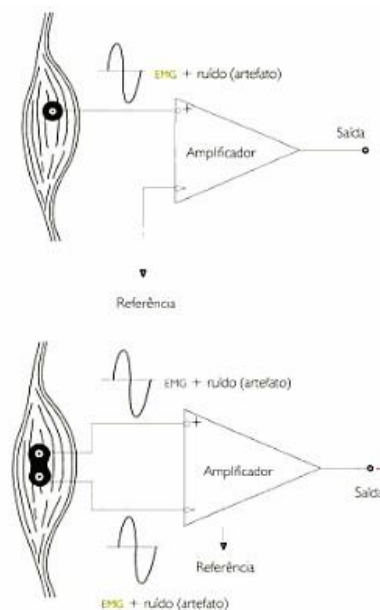 EMG + ruído (artefato)
+
Saída
Amplificador
-
Referência
EMG + ruído (artefato)
+
Amplificador
Saída
-
Referência
EMG + ruído (artefato)